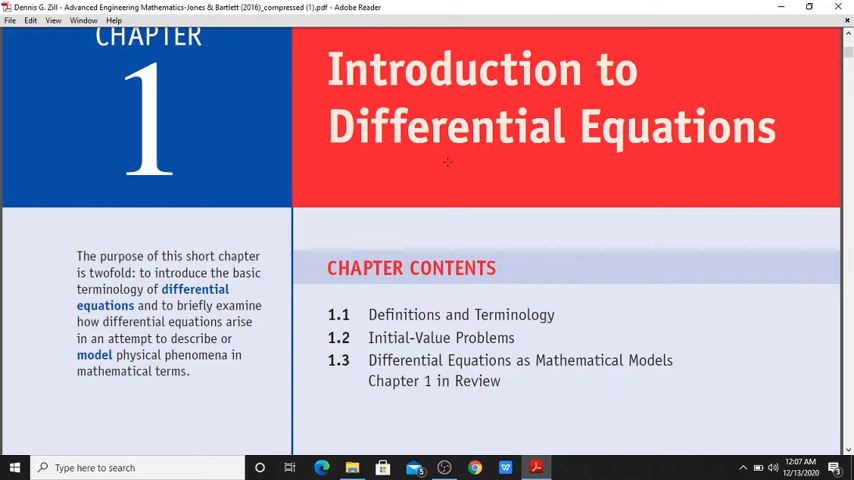 Dennis G. Zill - Advanced Engineering Mathematics-Jones & Bartlett (2016)_compressed (1).pdf - Adobe Reader
File Edit View Window Help
CHAPTER
1
Introduction to
Differential Equations
The purpose of this short chapter
is twofold: to introduce the basic
terminology of differential
equations and to briefly examine
how differential equations arise
in an attempt to describe or
model physical phenomena in
mathematical terms.
CHAPTER CONTENTS
1.1 Definitions and Terminology
1.2 Initial-Value Problems
1.3 Differential Equations as Mathematical Models
Chapter 1 in Review
Type here to search
5
W
12:07 AM
12/13/2020
3